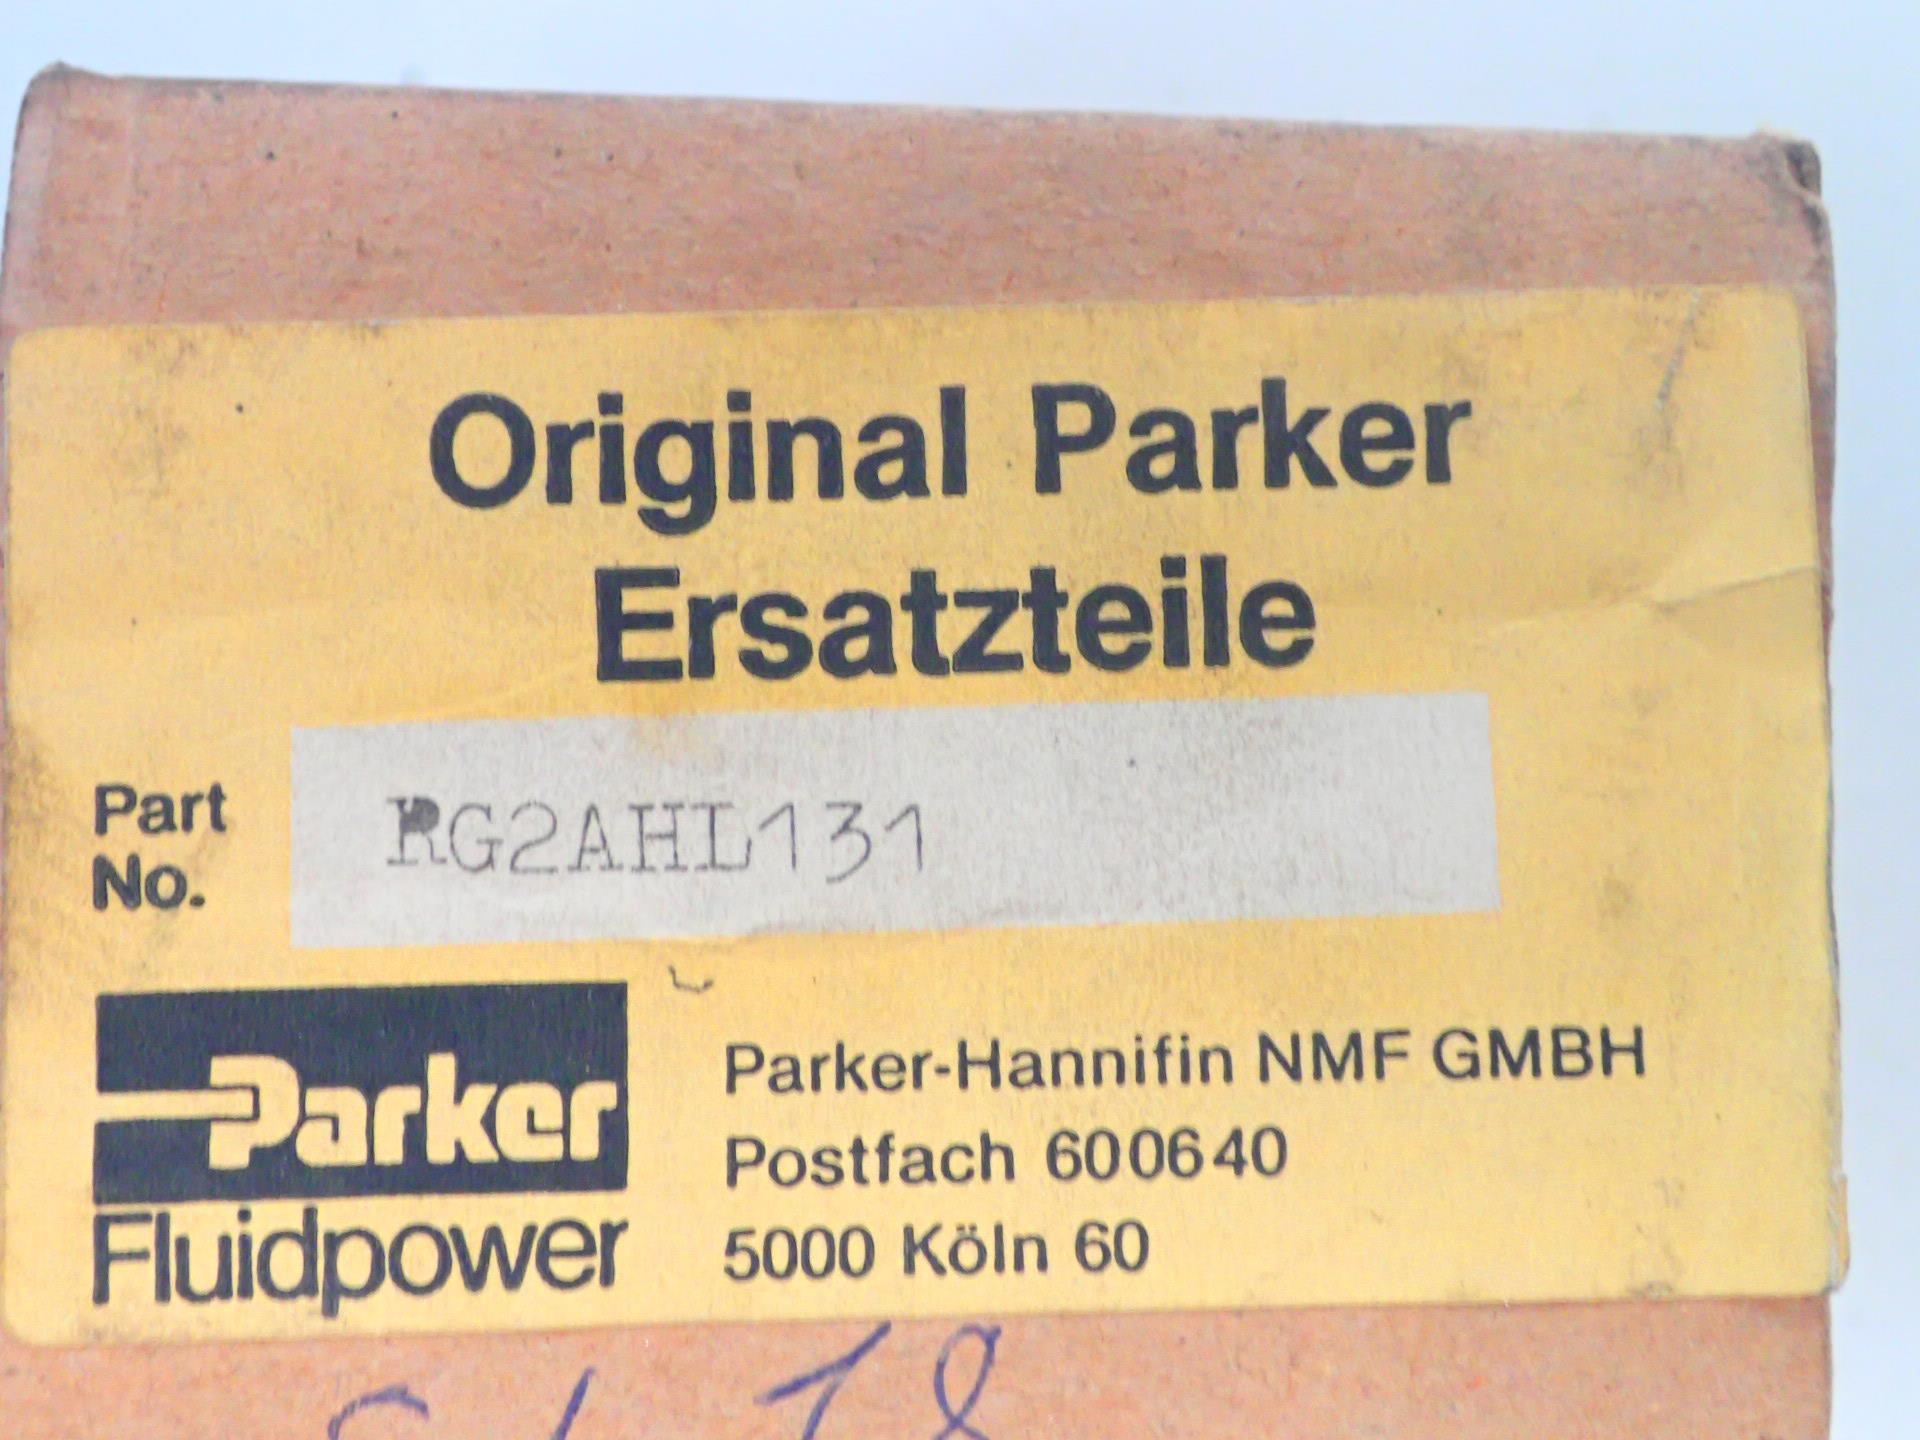 Original Parker
Ersatzteile
Part
No.
RG2AHL131
Parker
Fluidpower
Parker-Hannifin NMF GMBH
Postfach 600640
5000 Köln 60